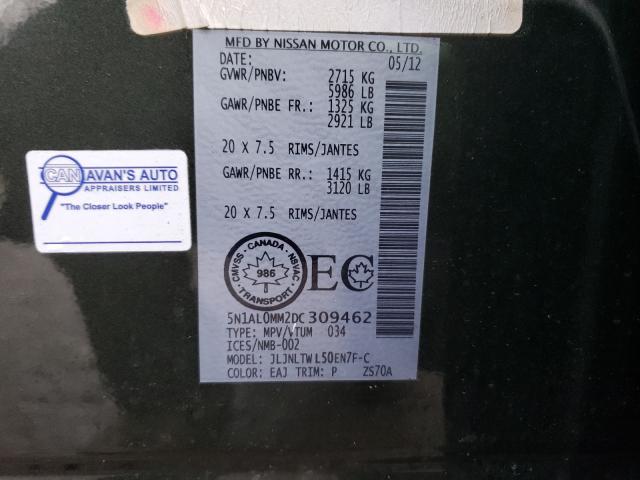 MFD BY NISSAN MOTOR CO., LTD.
DATE: 05/12
GVWR/PNBV: 2715 KG
5986 LB
GAWR/PNBE FR.: 1325 KG
2921 LB
20 X 7.5 RIMS/JANTES
GAWR/PNBE RR.: 1415 KG
3120 LB
20 X 7.5 RIMS/JANTES
CMVSS · CANADA · NSVAC
986
TRANSPORT
EC
5N1AL0MM2DC309462
TYPE: MPV/VTUM 034
ICES/NMB-002
MODEL: JLJNLTWL50EN7F-C
COLOR: EAJ TRIM: P ZS70A
CANAVAN'S AUTO
APPRAISERS LIMITED
"The Closer Look People"